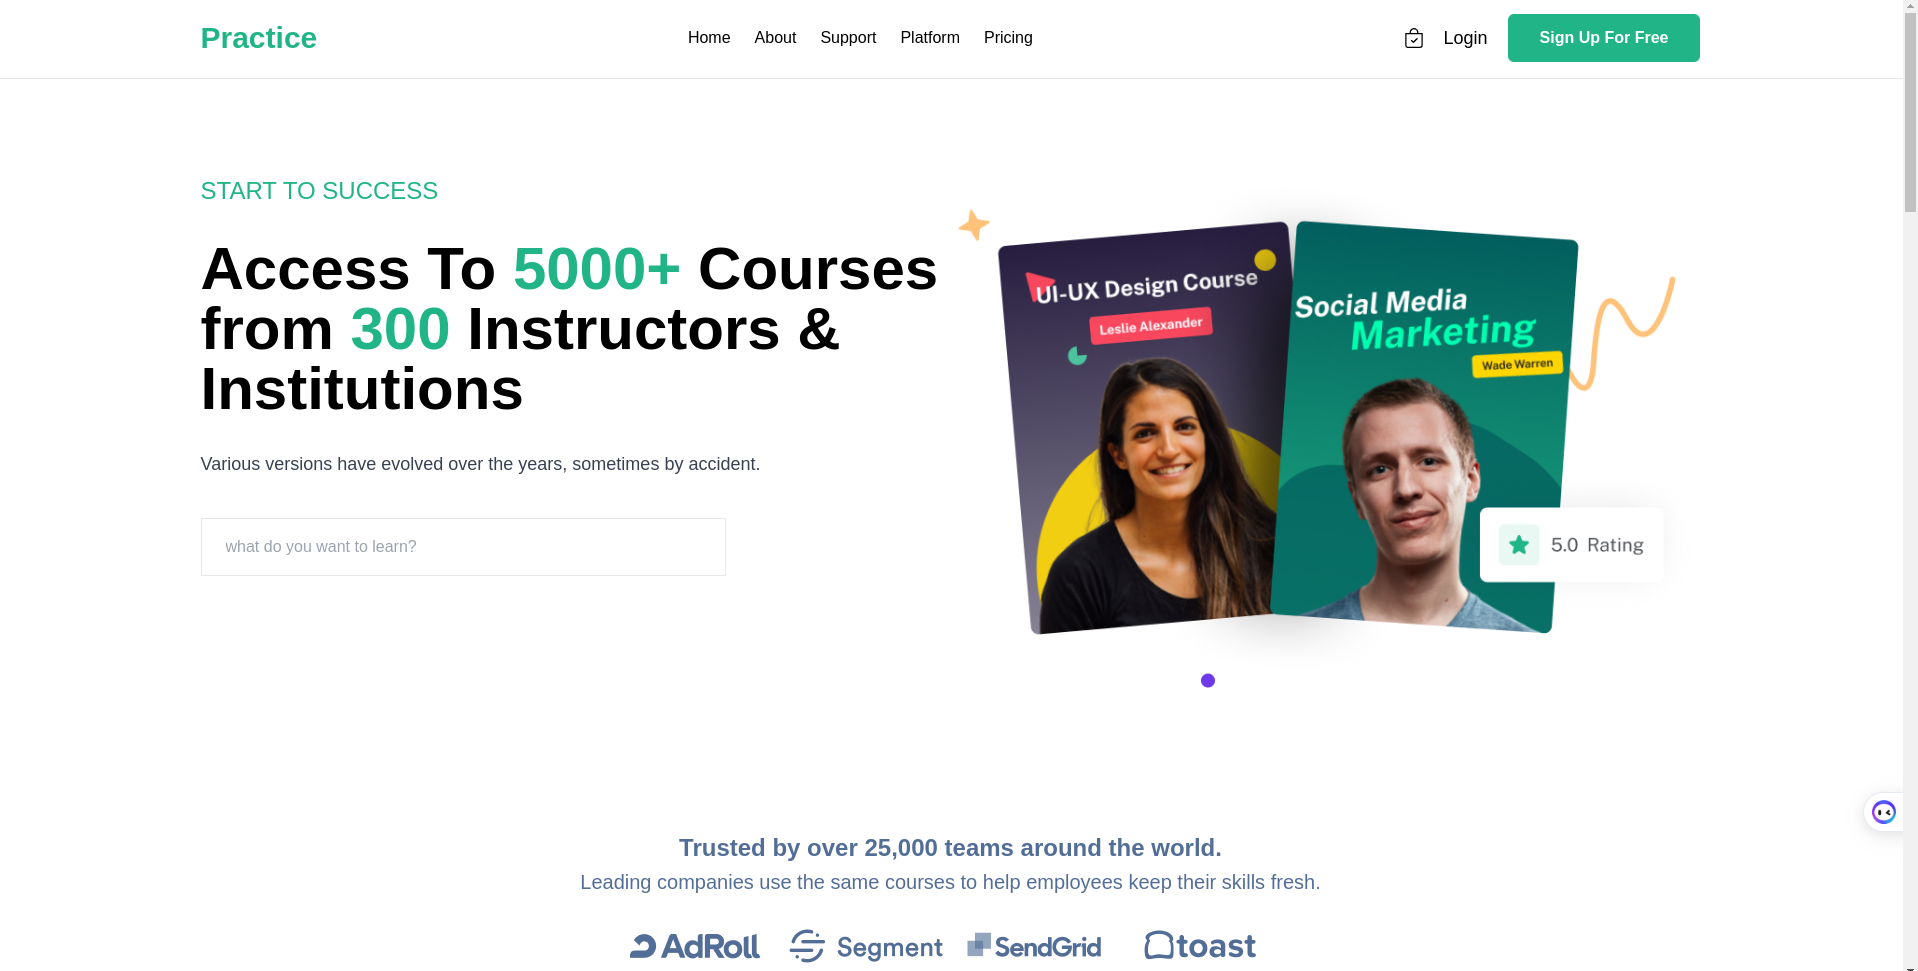 Practice
Home About Support Platform Pricing
Login
Sign Up For Free
START TO SUCCESS
Access To 5000+ Courses
from 300 Instructors &
Institutions
Various versions have evolved over the years, sometimes by accident.
what do you want to learn?
UI-UX Design Course
Leslie Alexander
Social Media
Marketing
Wade Warren
5.0 Rating
Trusted by over 25,000 teams around the world.
Leading companies use the same courses to help employees keep their skills fresh.
AdRoll Segment SendGrid toast